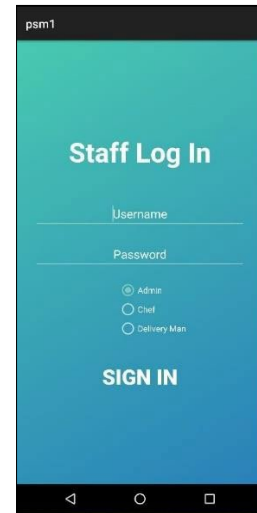 psm1
Staff Log In
Username
Password
Admin
Chef
Delivery Man
SIGN IN